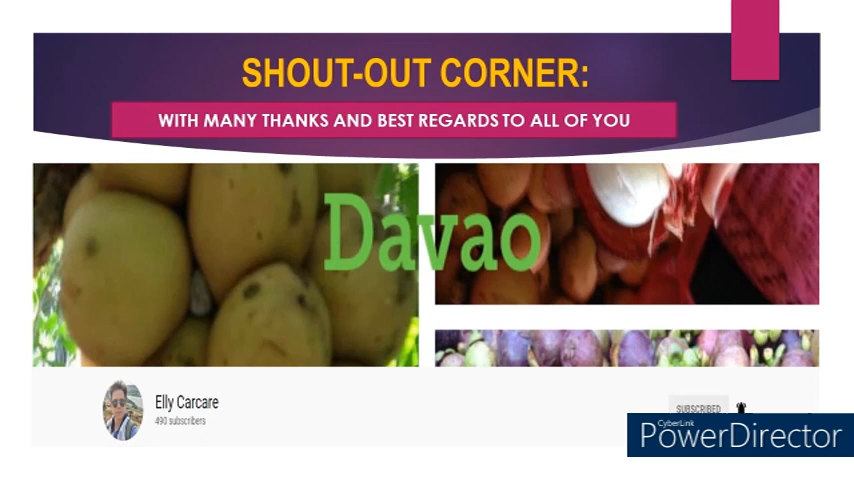 SHOUT-OUT CORNER:
WITH MANY THANKS AND BEST REGARDS TO ALL OF YOU
Davao
Elly Carcare
490 subscribers
SUBSCRIBED
CyberLink
PowerDirector